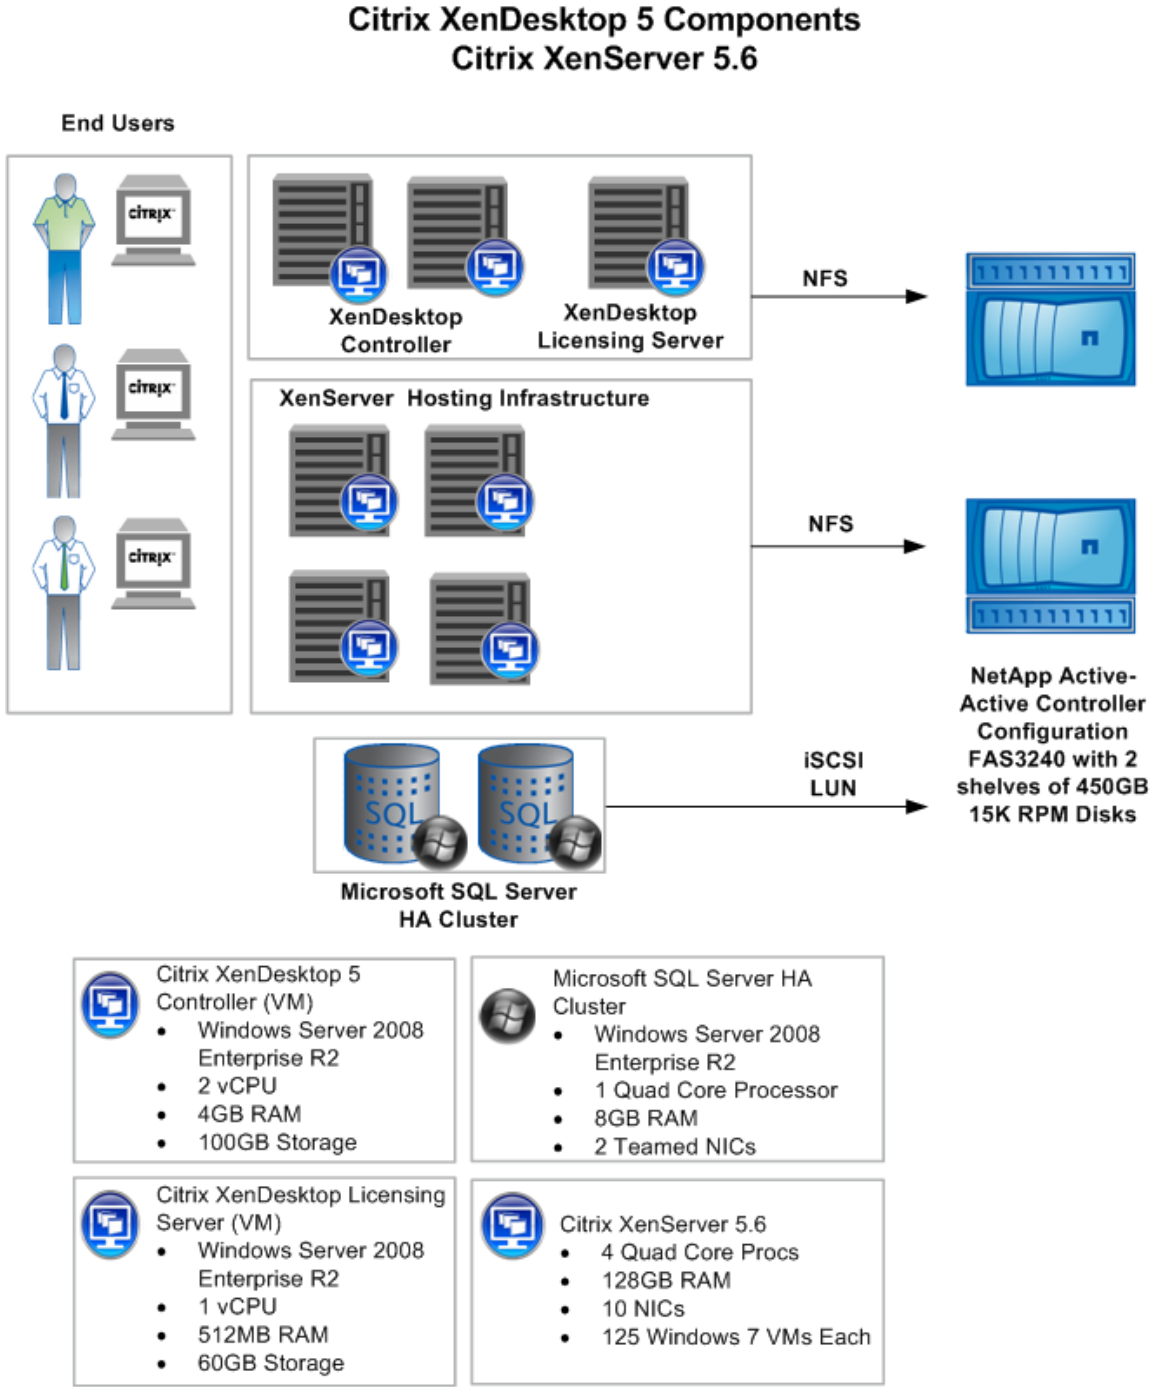 Citrix XenDesktop 5 Components
Citrix XenServer 5.6
End Users
CITRIX
CITRIX
CITRIX
XenDesktop
Controller
XenDesktop
Licensing Server
NFS
XenServer Hosting Infrastructure
NFS
NetApp Active-
Active Controller
Configuration
FAS3240 with 2
shelves of 450GB
15K RPM Disks
SQL
SQL
iSCSI
LUN
Microsoft SQL Server
HA Cluster
Citrix XenDesktop 5
Controller (VM)
• Windows Server 2008
Enterprise R2
• 2 vCPU
• 4GB RAM
• 100GB Storage
Microsoft SQL Server HA
Cluster
• Windows Server 2008
Enterprise R2
• 1 Quad Core Processor
• 8GB RAM
• 2 Teamed NICs
Citrix XenDesktop Licensing
Server (VM)
• Windows Server 2008
Enterprise R2
• 1 vCPU
• 512MB RAM
• 60GB Storage
Citrix XenServer 5.6
• 4 Quad Core Procs
• 128GB RAM
• 10 NICs
• 125 Windows 7 VMs Each